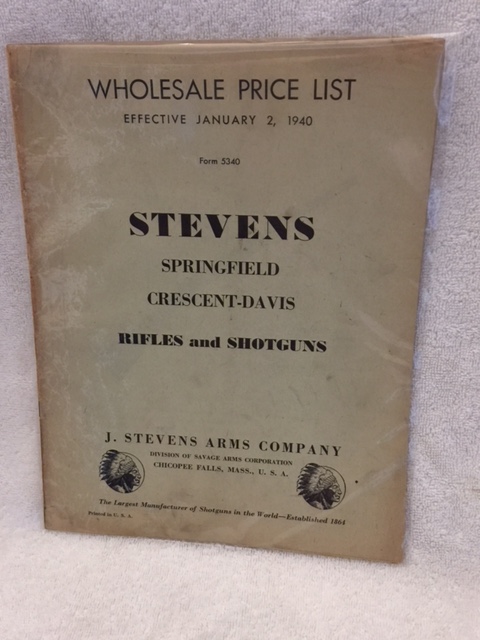 WHOLESALE PRICE LIST
EFFECTIVE JANUARY 2, 1940
Form 5340
STEVENS
SPRINGFIELD
CRESCENT-DAVIS
RIFLES and SHOTGUNS
J. STEVENS ARMS COMPANY
DIVISION OF SAVAGE ARMS CORPORATION
CHICOPEE FALLS, MASS., U. S. A.
The Largest Manufacturer of Shotguns in the World—Established 1864
Printed in U. S. A.